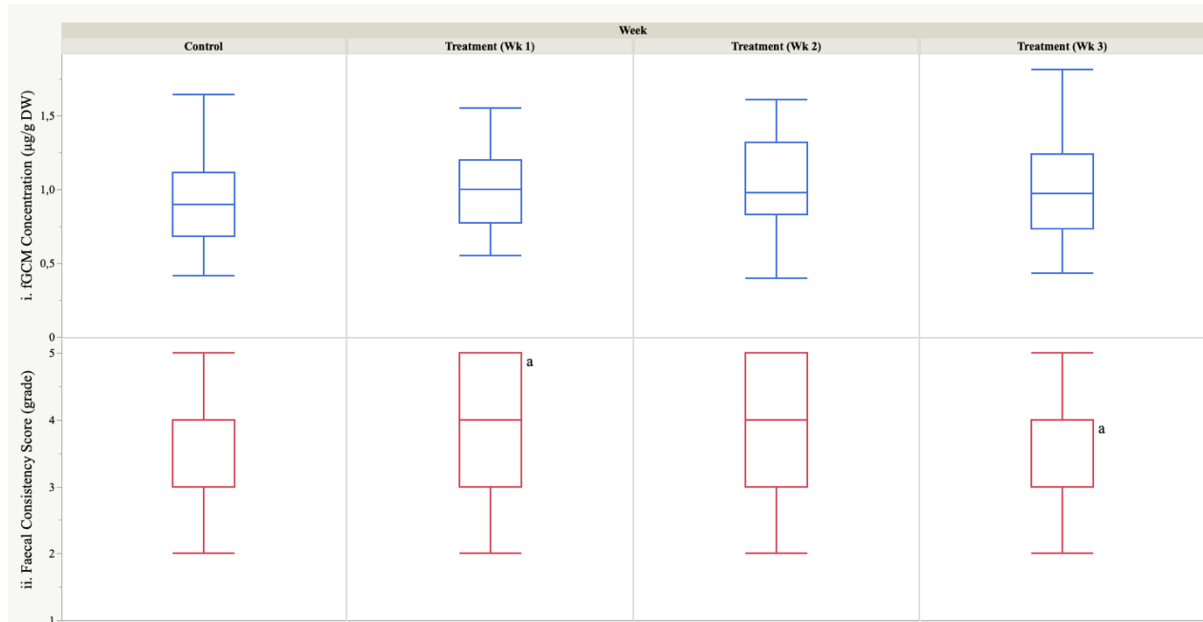 Week
Control
Treatment (Wk 1)
Treatment (Wk 2)
Treatment (Wk 3)
i. fGCM Concentration (µg/g DW)
1,5
1,0
0,5
0
ii. Faecal Consistency Score (grade)
5
4
3
2
1
a
a